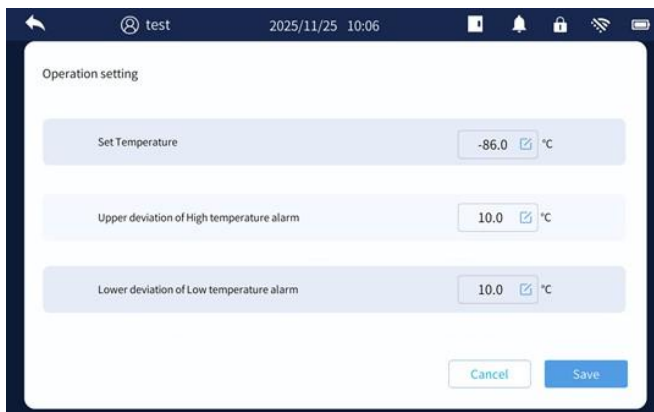 test 2025/11/25 10:06
Operation setting
Set Temperature -86.0 °C
Upper deviation of High temperature alarm 10.0 °C
Lower deviation of Low temperature alarm 10.0 °C
Cancel Save